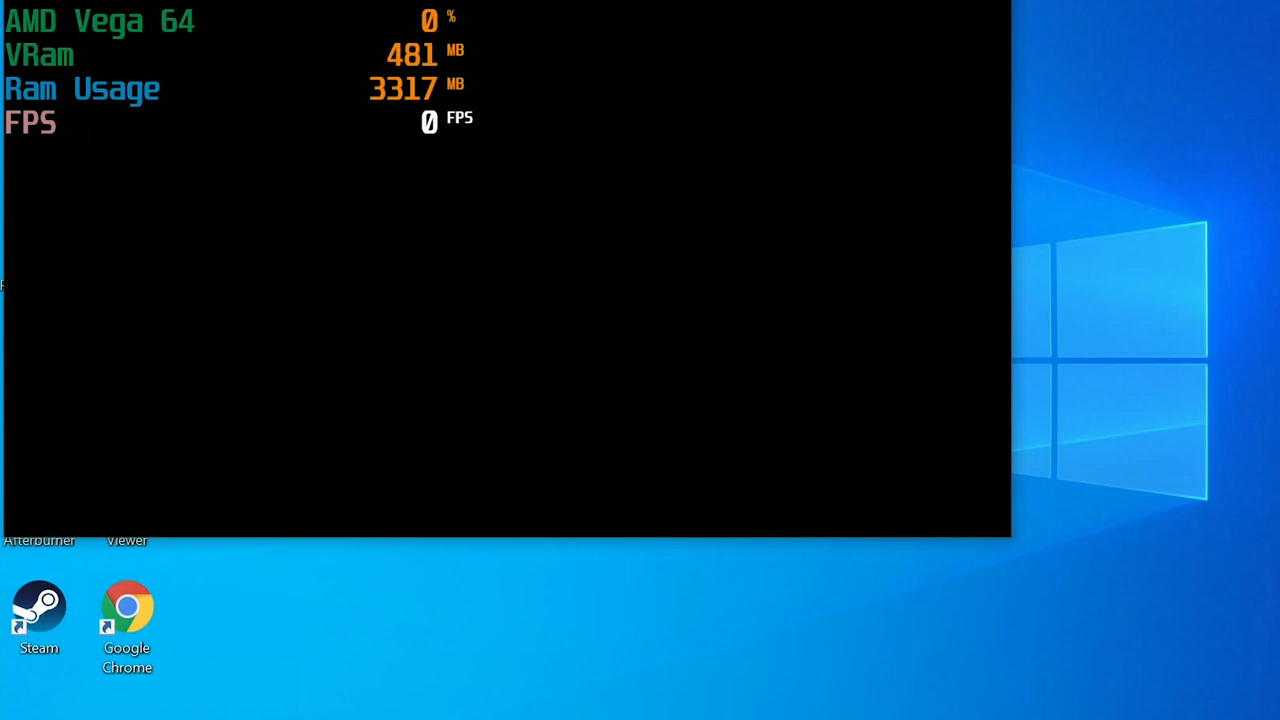 AMD Vega 64 0 %
VRam 481 MB
Ram Usage 3317 MB
FPS 0 FPS
Afterburner Viewer
Steam
Google
Chrome